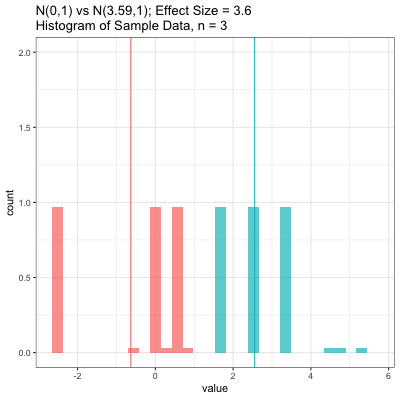 N(0,1) vs N(3.59,1); Effect Size = 3.6
Histogram of Sample Data, n = 3
2.0
1.5
1.0
0.5
0.0
count
-2
0
2
4
6
value